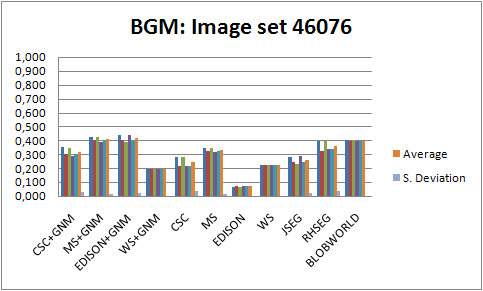 BGM: Image set 46076
1,000
0,900
0,800
0,700
0,600
0,500
0,400
0,300
0,200
0,100
0,000
CSC+GNM
MS+GNM
EDISON+GNM
WS+GNM
CSC
MS
EDISON
WS
JSEG
RHSEG
BLOBWORLD
Average
S. Deviation